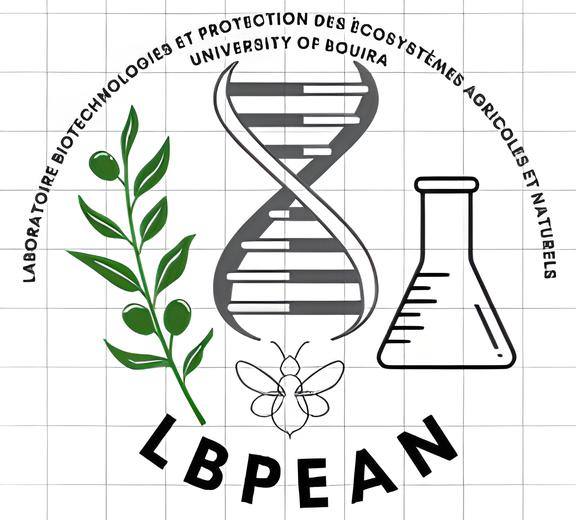 LABORATOIRE BIOTECHNOLOGIES ET PROTECTION DES ÉCOSYSTÈMES AGRICOLES ET NATURELS
UNIVERSITY OF BOUIRA
LBPEAN